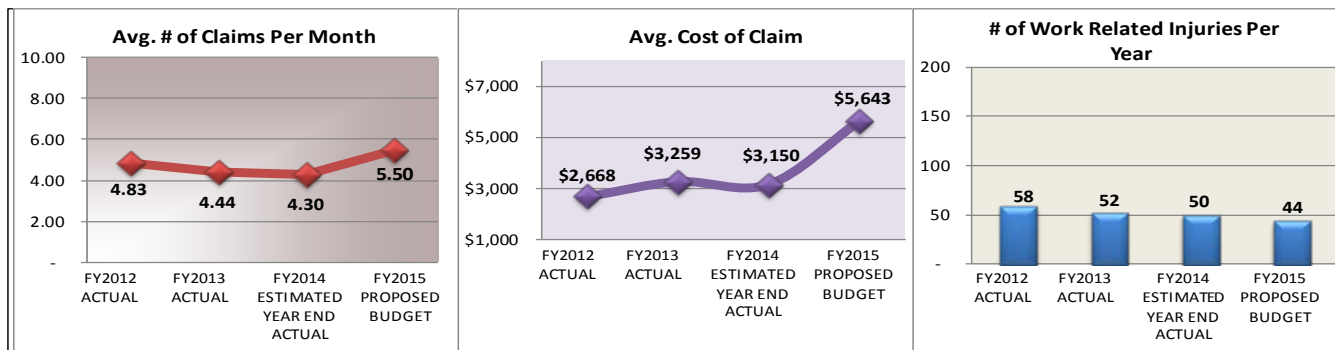 Avg. # of Claims Per Month
10.00
8.00
6.00
4.00
2.00
-
4.83
4.44
4.30
5.50
FY2012
ACTUAL
FY2013
ACTUAL
FY2014
ESTIMATED
YEAR END
ACTUAL
FY2015
PROPOSED
BUDGET
Avg. Cost of Claim
$7,000
$5,000
$3,000
$1,000
$2,668
$3,259
$3,150
$5,643
FY2012
ACTUAL
FY2013
ACTUAL
FY2014
ESTIMATED
YEAR END
ACTUAL
FY2015
PROPOSED
BUDGET
# of Work Related Injuries Per
Year
200
150
100
50
-
58
52
50
44
FY2012
ACTUAL
FY2013
ACTUAL
FY2014
ESTIMATED
YEAR END
ACTUAL
FY2015
PROPOSED
BUDGET